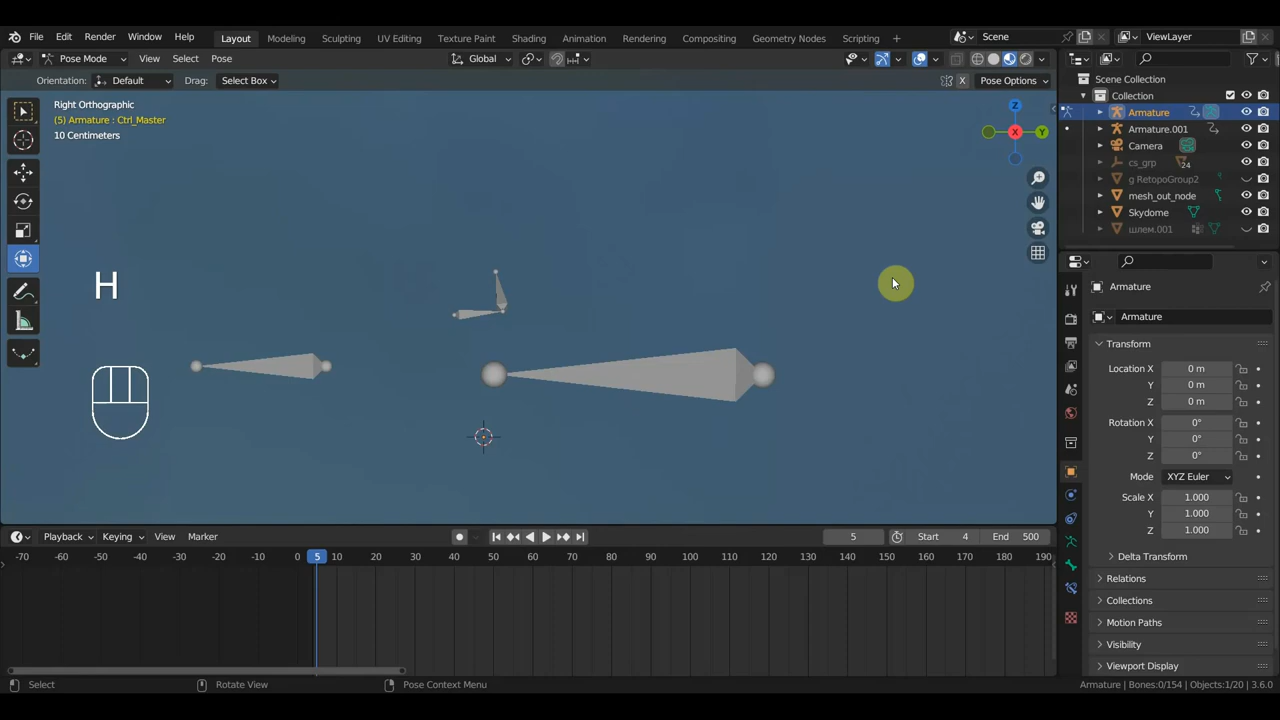 File Edit Render Window Help Layout Modeling Sculpting UV Editing Texture Paint Shading Animation Rendering Compositing Geometry Nodes Scripting + Scene ViewLayer
Pose Mode View Select Pose Global
Orientation: Default Drag: Select Box X Pose Options
Right Orthographic
(5) Armature : Ctrl_Master
10 Centimeters
Z
X
Y
H
Scene Collection
Collection
Armature
Armature.001
Camera
cs_grp 24
g RetopoGroup2
mesh_out_node
Skydome
шлем.001
Armature
Armature
Transform
Location X 0 m
Y 0 m
Z 0 m
Rotation X 0°
Y 0°
Z 0°
Mode XYZ Euler
Scale X 1.000
Y 1.000
Z 1.000
Delta Transform
Relations
Collections
Motion Paths
Visibility
Viewport Display
Playback Keying View Marker 5 Start 4 End 500
-70 -60 -50 -40 -30 -20 -10 0 5 10 20 30 40 50 60 70 80 90 100 110 120 130 140 150 160 170 180 190
Select Rotate View Pose Context Menu Armature | Bones:0/154 | Objects:1/20 | 3.6.0